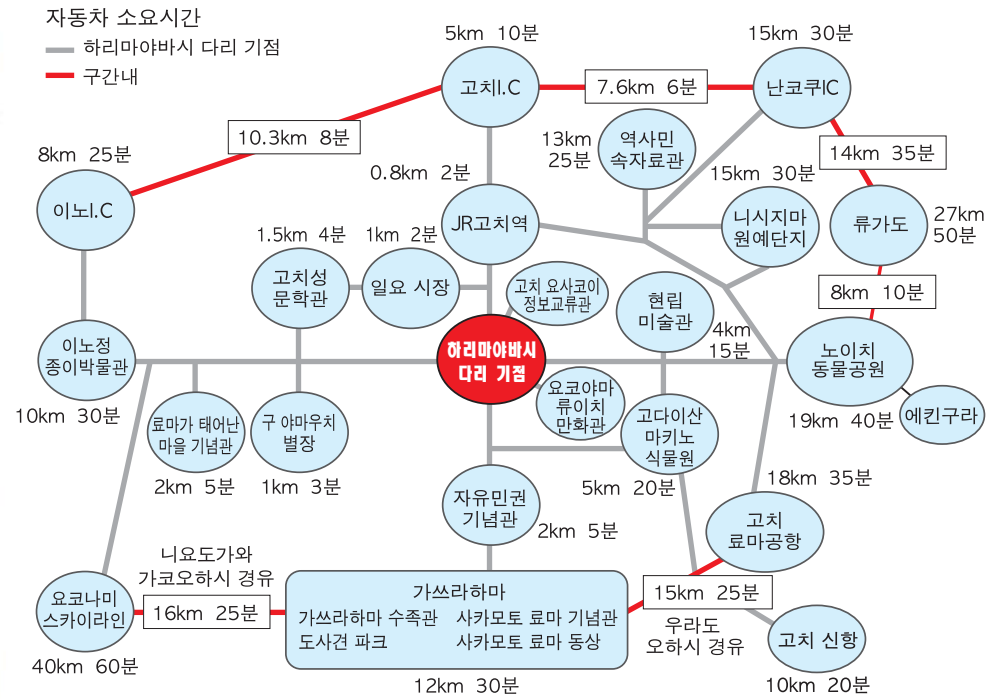 자동차 소요시간
하리마야바시 다리 기점
구간내
5km 10분
고치I.C
7.6km 6분
15km 30분
난코쿠IC
10.3km 8분
8km 25분
이노I.C
0.8km 2분
JR고치역
13km
25분
역사민
속자료관
14km 35분
15km 30분
니시지마
원예단지
류가도
27km
50분
8km 10분
1.5km 4분
고치성
문학관
1km 2분
일요 시장
고치 요사코이
정보교류관
현립
미술관
4km
15분
이노정
종이박물관
10km 30분
하리마야바시
다리 기점
노이치
동물공원
19km 40분
에킨구라
료마가 태어난
마을 기념관
2km 5분
구 야마우치
별장
1km 3분
요코야마
류이치
만화관
고다이산
마키노
식물원
5km 20분
자유민권
기념관
2km 5분
18km 35분
고치
료마공항
니요도가와
가코오하시 경유
요코나미
스카이라인
16km 25분
40km 60분
가쓰라하마
가쓰라하마 수족관 사카모토 료마 기념관
도사견 파크 사카모토 료마 동상
12km 30분
15km 25분
우라도
오하시 경유
고치 신항
10km 20분